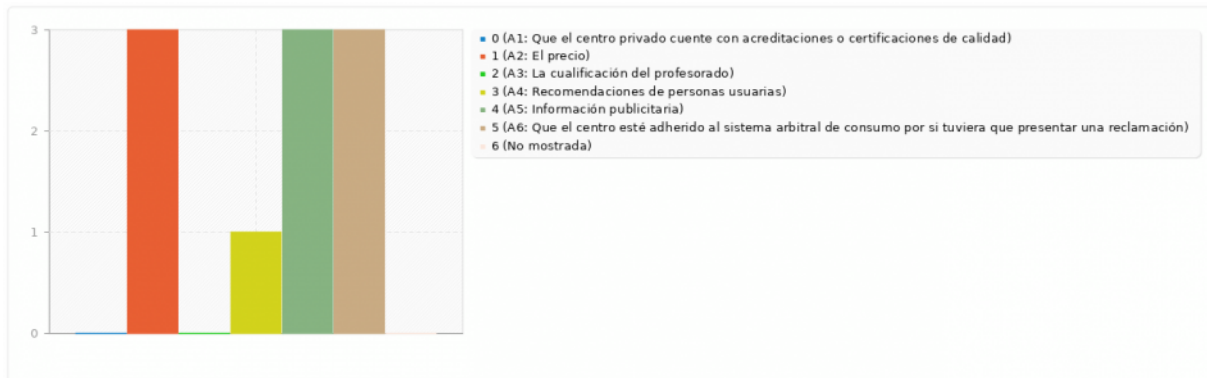 3
2
1
0
0 (A1: Que el centro privado cuente con acreditaciones o certificaciones de calidad)
1 (A2: El precio)
2 (A3: La cualificación del profesorado)
3 (A4: Recomendaciones de personas usuarias)
4 (A5: Información publicitaria)
5 (A6: Que el centro esté adherido al sistema arbitral de consumo por si tuviera que presentar una reclamación)
6 (No mostrada)